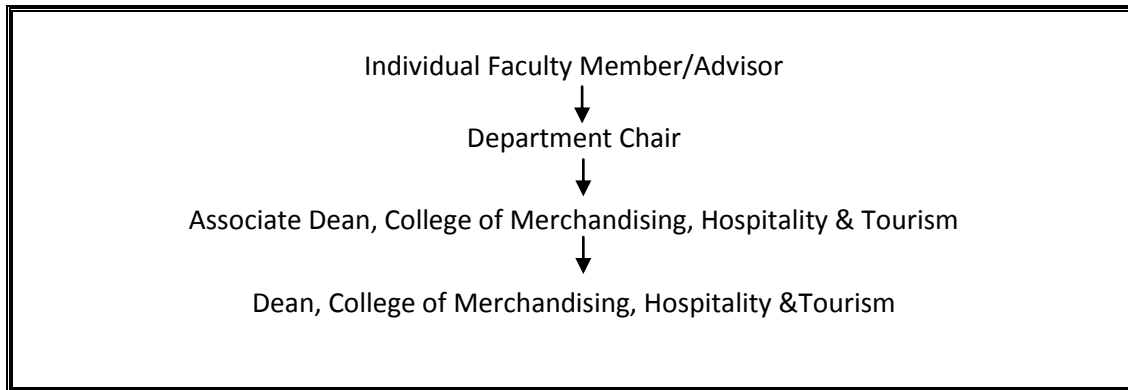 Individual Faculty Member/Advisor
Department Chair
Associate Dean, College of Merchandising, Hospitality & Tourism
Dean, College of Merchandising, Hospitality &Tourism